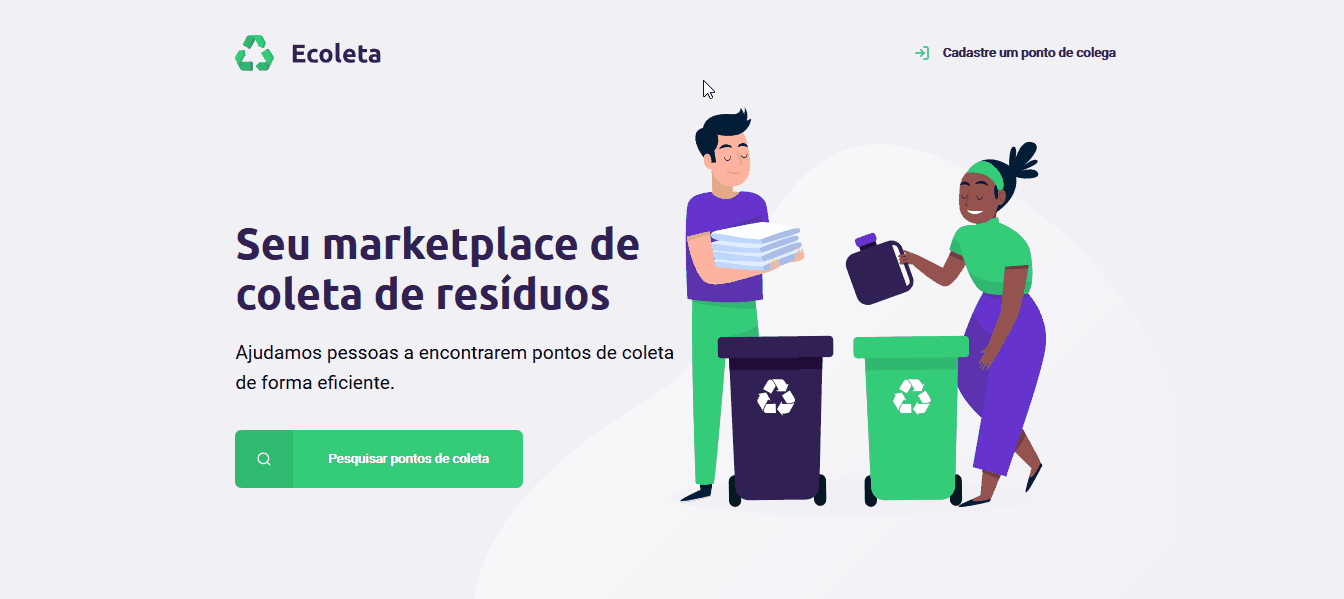 Ecoleta
Cadastre um ponto de colega
Seu marketplace de
coleta de resíduos
Ajudamos pessoas a encontrarem pontos de coleta
de forma eficiente.
Pesquisar pontos de coleta